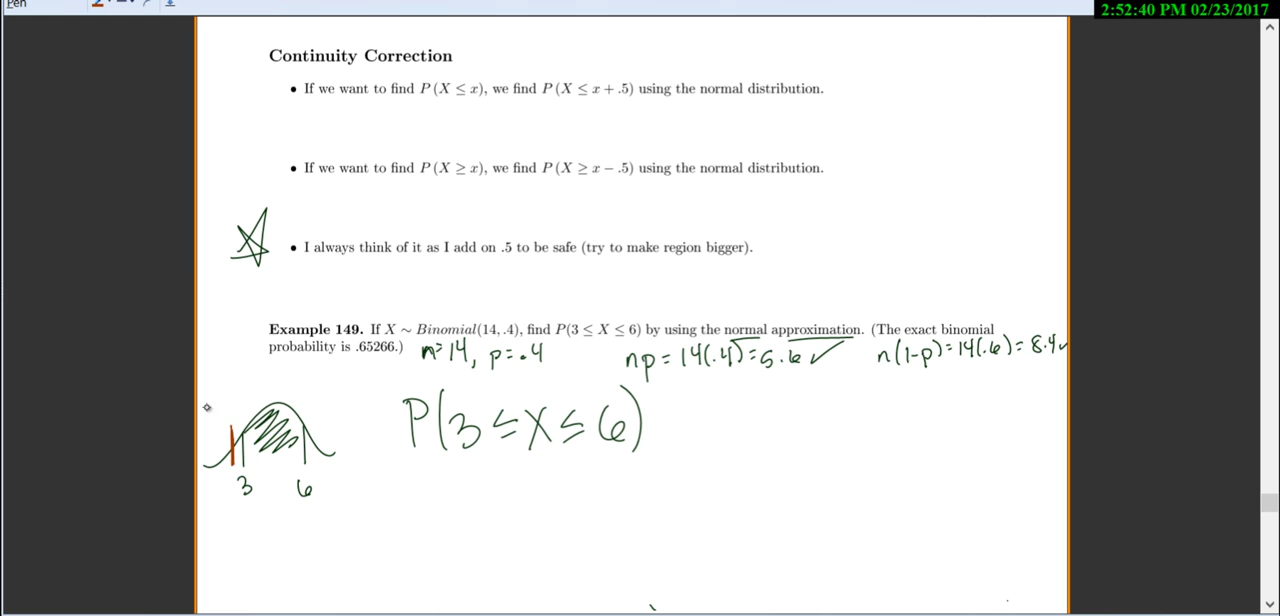 Pen
2:52:40 PM 02/23/2017
Continuity Correction
• If we want to find P(X ≤ x), we find P(X ≤ x + .5) using the normal distribution.
• If we want to find P(X ≥ x), we find P(X ≥ x − .5) using the normal distribution.
• I always think of it as I add on .5 to be safe (try to make region bigger).
Example 149. If X ∼ Binomial(14, .4), find P(3 ≤ X ≤ 6) by using the normal approximation. (The exact binomial
probability is .65266.) n=14, p=.4 np=14(.4)=5.6✓ n(1-p)=14(.6)=8.4✓
P(3≤X≤6)
3 6